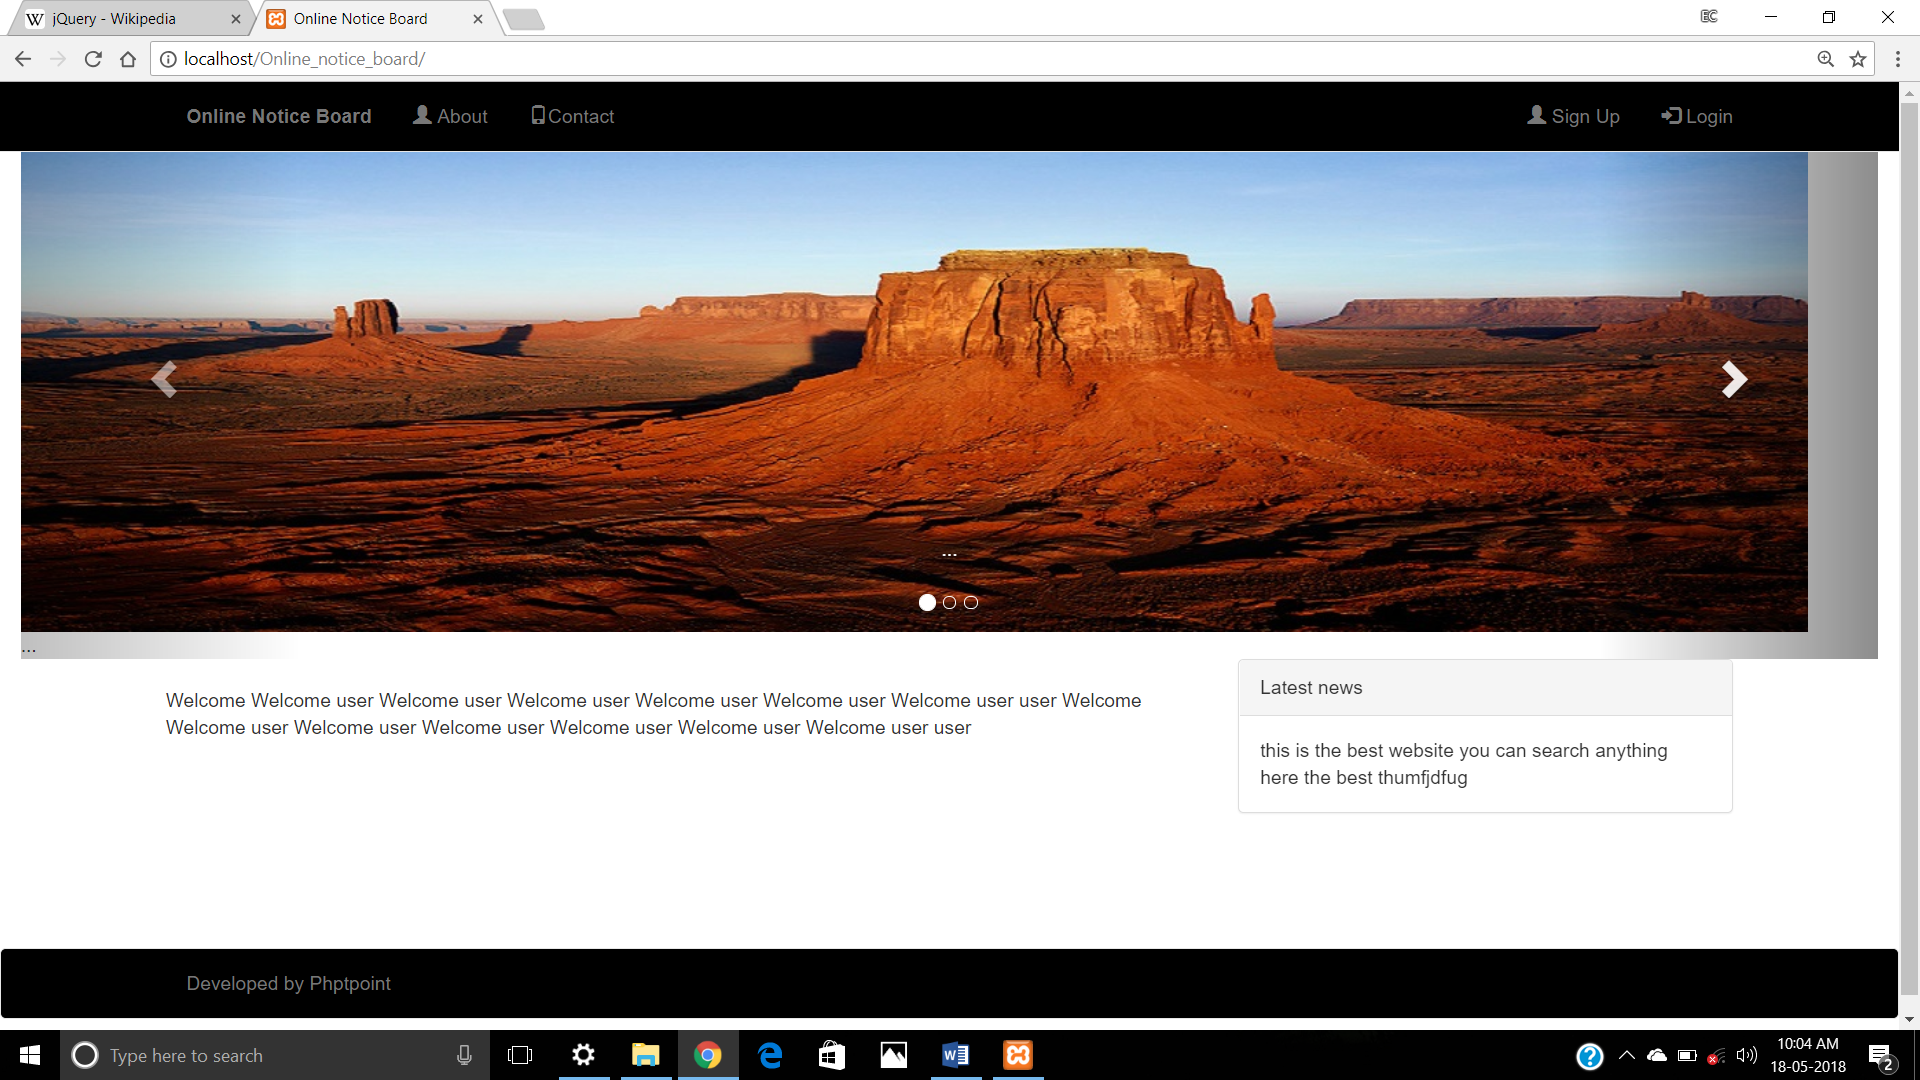 jQuery - Wikipedia
Online Notice Board
EC
localhost/Online_notice_board/
Online Notice Board About Contact Sign Up Login
...
...
Welcome Welcome user Welcome user Welcome user Welcome user Welcome user Welcome user user Welcome
Welcome user Welcome user Welcome user Welcome user Welcome user Welcome user user
Latest news
this is the best website you can search anything
here the best thumfjdfug
Developed by Phptpoint
Type here to search
10:04 AM
18-05-2018
2